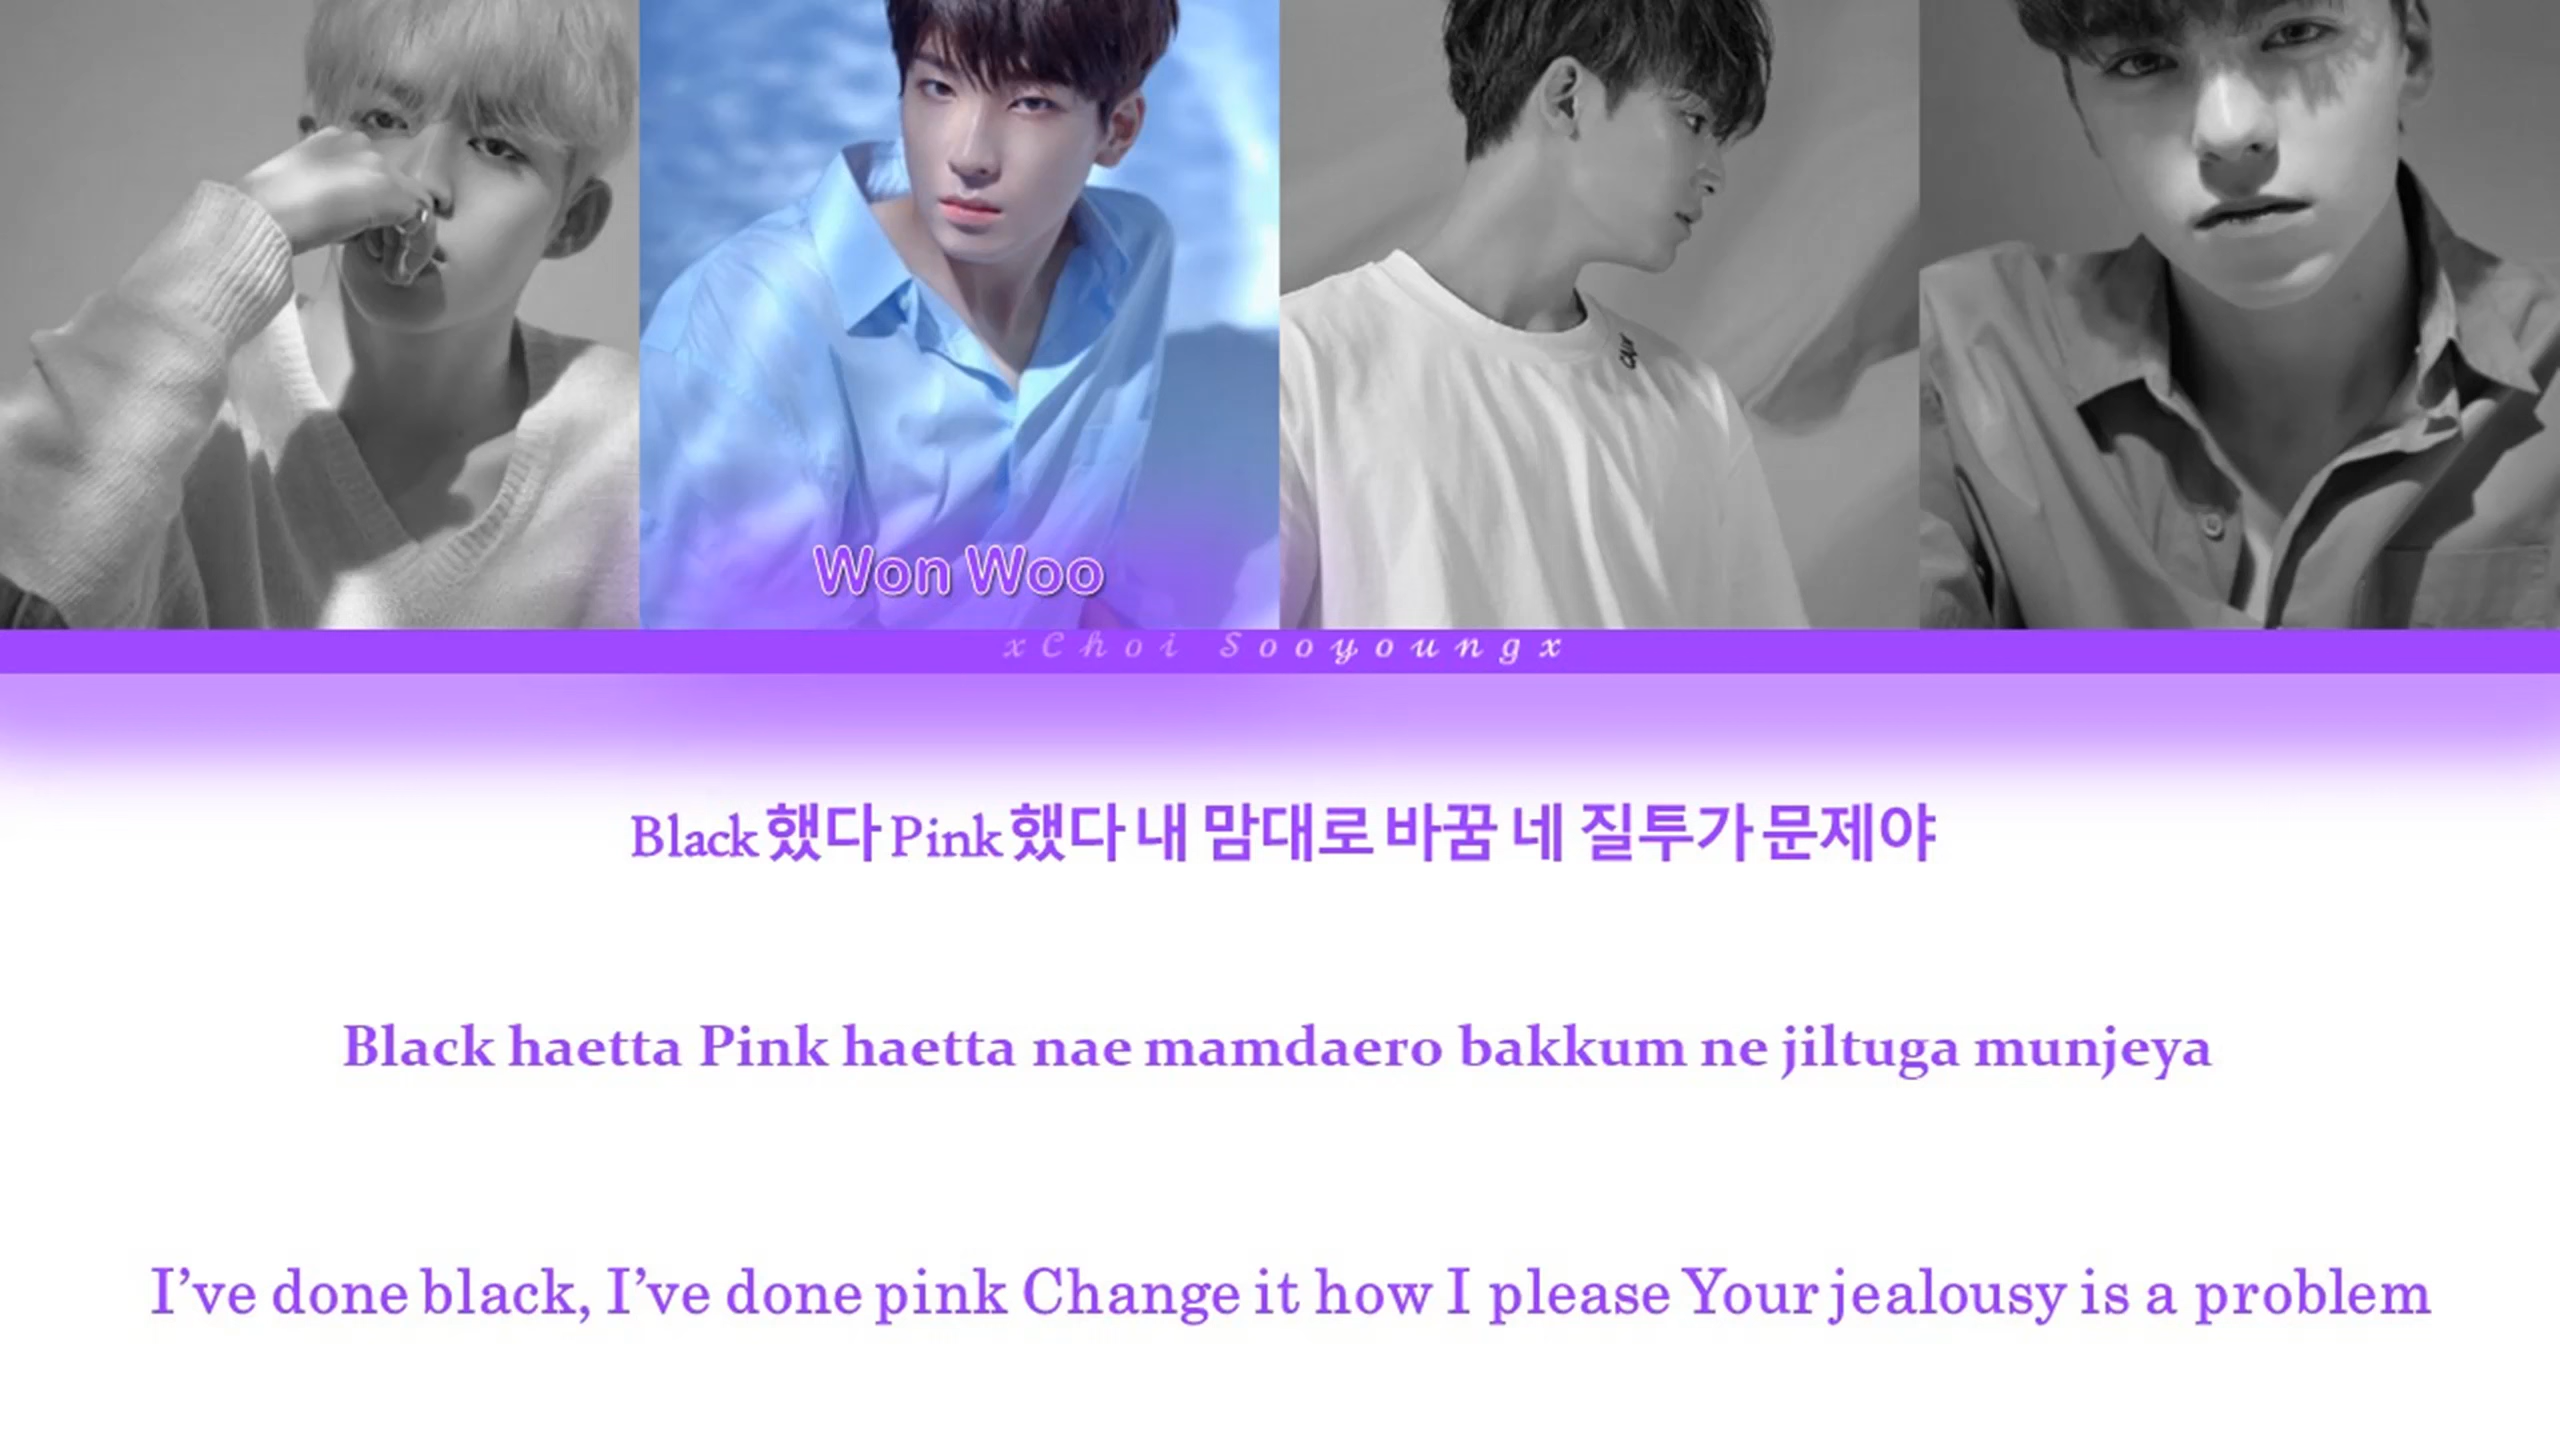 Won Woo
xChoi Sooyoungx
Black했다 Pink했다 내 맘대로 바꿈 네 질투가 문제야
Black haetta Pink haetta nae mamdaero bakkum ne jiltuga munjeya
I’ve done black, I’ve done pink Change it how I please Your jealousy is a problem